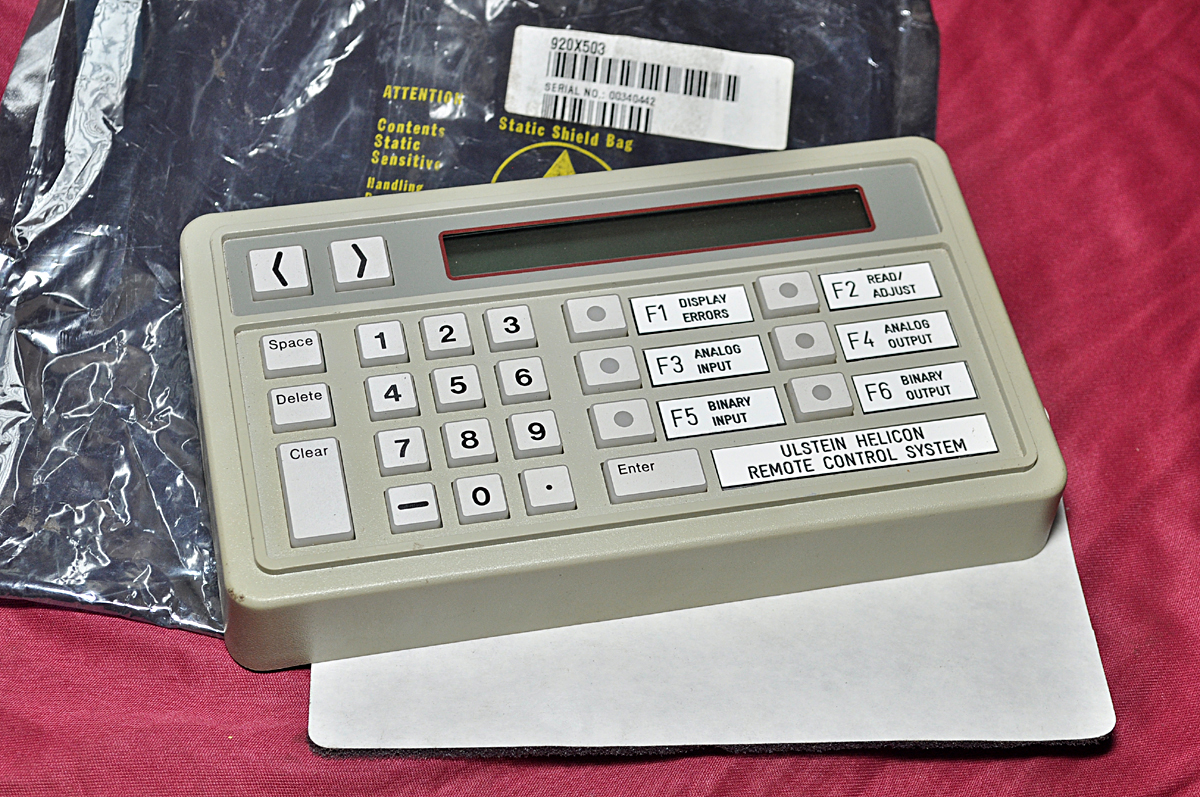 920X503
SERIAL NO.: 00340442
ATTENTION
Contents
Static
Sensitive
Handling
Static Shield Bag
< >
Space
Delete
Clear
1 2 3
4 5 6
7 8 9
— 0 .
Enter
F1 DISPLAY
ERRORS
F2 READ/
ADJUST
F3 ANALOG
INPUT
F4 ANALOG
OUTPUT
F5 BINARY
INPUT
F6 BINARY
OUTPUT
ULSTEIN HELICON
REMOTE CONTROL SYSTEM